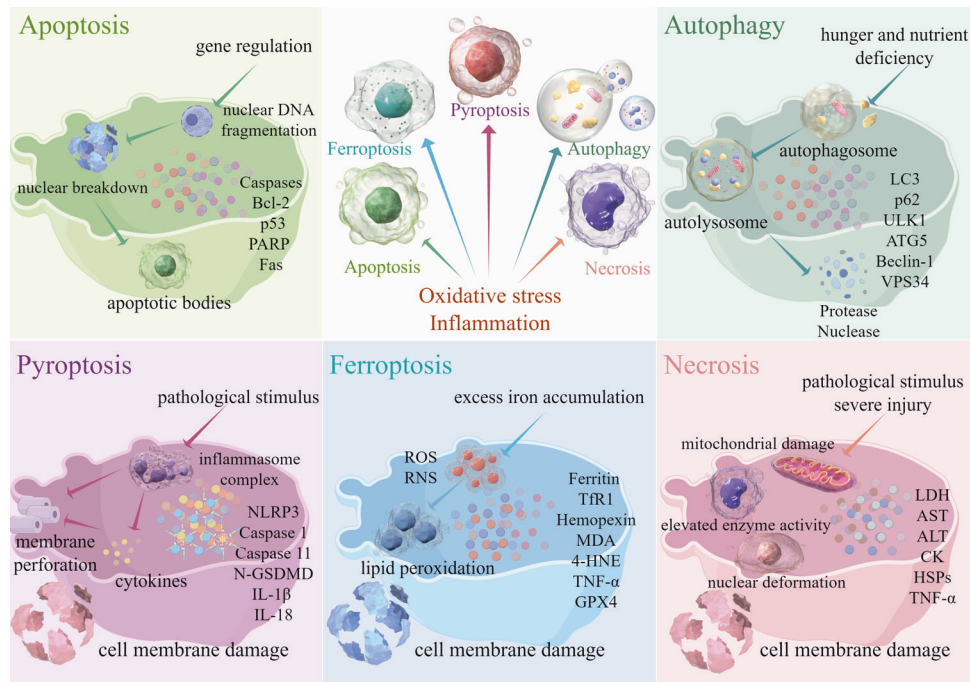 Apoptosis
gene regulation
nuclear DNA
fragmentation
nuclear breakdown
Caspases
Bcl-2
p53
PARP
Fas
apoptotic bodies
Pyroptosis
Ferroptosis
Autophagy
Apoptosis
Necrosis
Oxidative stress
Inflammation
Autophagy
hunger and nutrient
deficiency
autophagosome
autolysosome
LC3
p62
ULK1
ATG5
Beclin-1
VPS34
Protease
Nuclease
Pyroptosis
pathological stimulus
inflammasome
complex
NLRP3
Caspase 1
Caspase 11
N-GSDMD
IL-1β
IL-18
membrane
perforation
cytokines
cell membrane damage
Ferroptosis
excess iron accumulation
ROS
RNS
lipid peroxidation
Ferritin
TfR1
Hemopexin
MDA
4-HNE
TNF-α
GPX4
cell membrane damage
Necrosis
pathological stimulus
severe injury
mitochondrial damage
elevated enzyme activity
nuclear deformation
LDH
AST
ALT
CK
HSPs
TNF-α
cell membrane damage